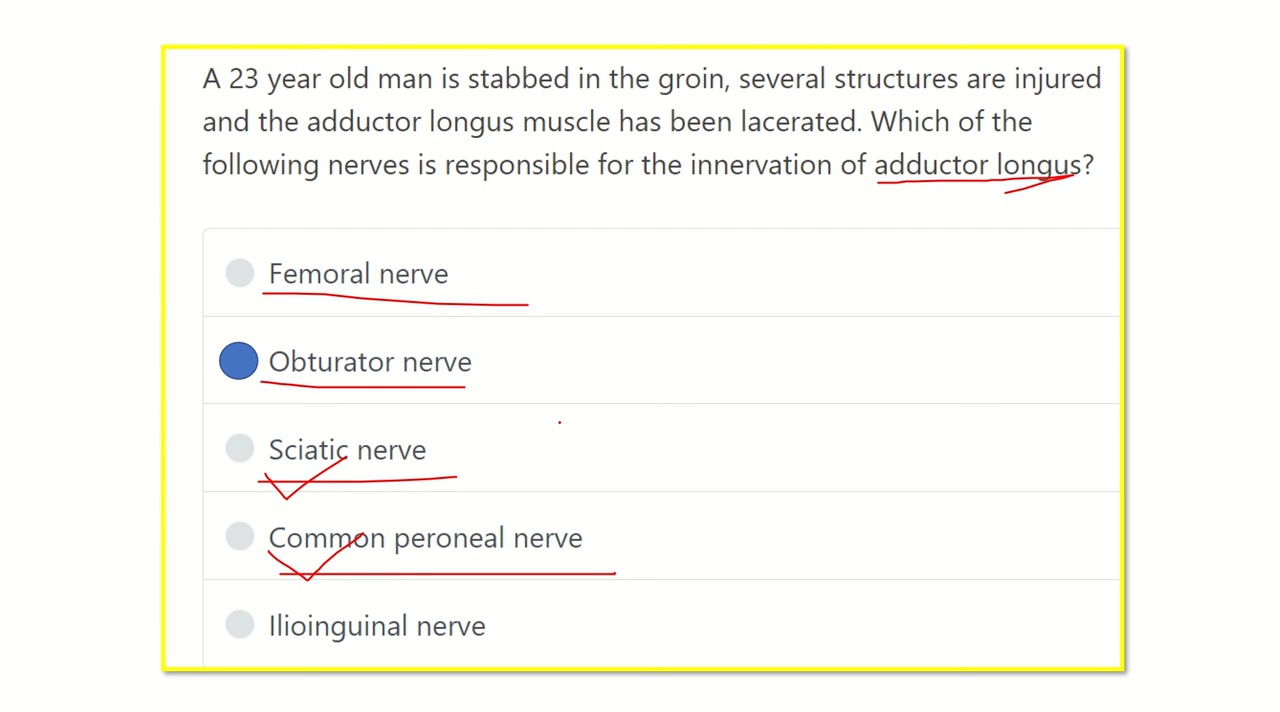 A 23 year old man is stabbed in the groin, several structures are injured
and the adductor longus muscle has been lacerated. Which of the
following nerves is responsible for the innervation of adductor longus?
Femoral nerve
Obturator nerve
Sciatic nerve
Common peroneal nerve
Ilioinguinal nerve